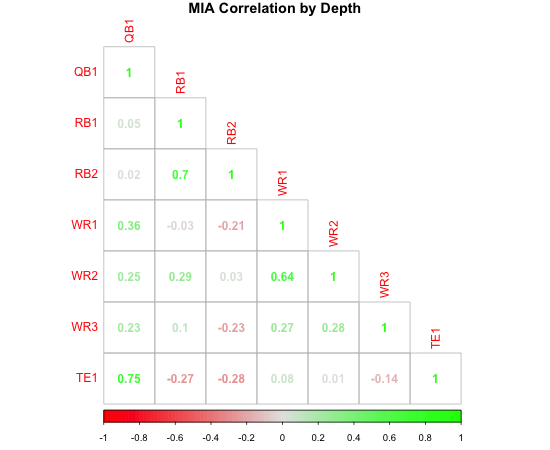 MIA Correlation by Depth
QB1
QB1 1 RB1
RB1 0.05 1 RB2
RB2 0.02 0.7 1 WR1
WR1 0.36 -0.03 -0.21 1 WR2
WR2 0.25 0.29 0.03 0.64 1 WR3
WR3 0.23 0.1 -0.23 0.27 0.28 1 TE1
TE1 0.75 -0.27 -0.28 0.08 0.01 -0.14 1
-1 -0.8 -0.6 -0.4 -0.2 0 0.2 0.4 0.6 0.8 1